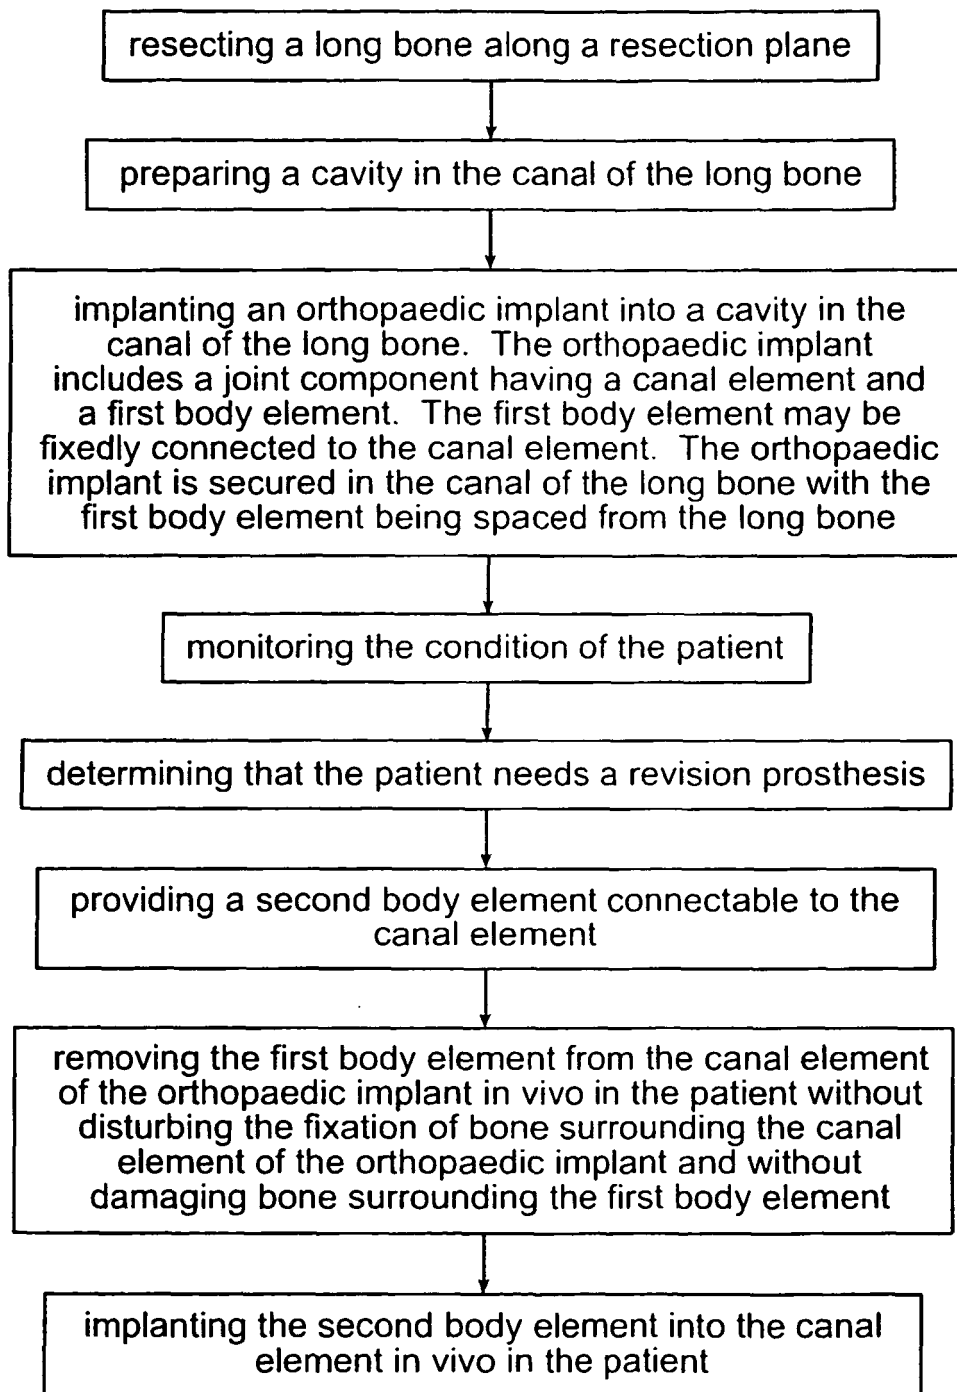 resecting a long bone along a resection plane
preparing a cavity in the canal of the long bone
implanting an orthopaedic implant into a cavity in the
canal of the long bone. The orthopaedic implant
includes a joint component having a canal element and
a first body element. The first body element may be
fixedly connected to the canal element. The orthopaedic
implant is secured in the canal of the long bone with the
first body element being spaced from the long bone
monitoring the condition of the patient
determining that the patient needs a revision prosthesis
providing a second body element connectable to the
canal element
removing the first body element from the canal element
of the orthopaedic implant in vivo in the patient without
disturbing the fixation of bone surrounding the canal
element of the orthopaedic implant and without
damaging bone surrounding the first body element
implanting the second body element into the canal
element in vivo in the patient